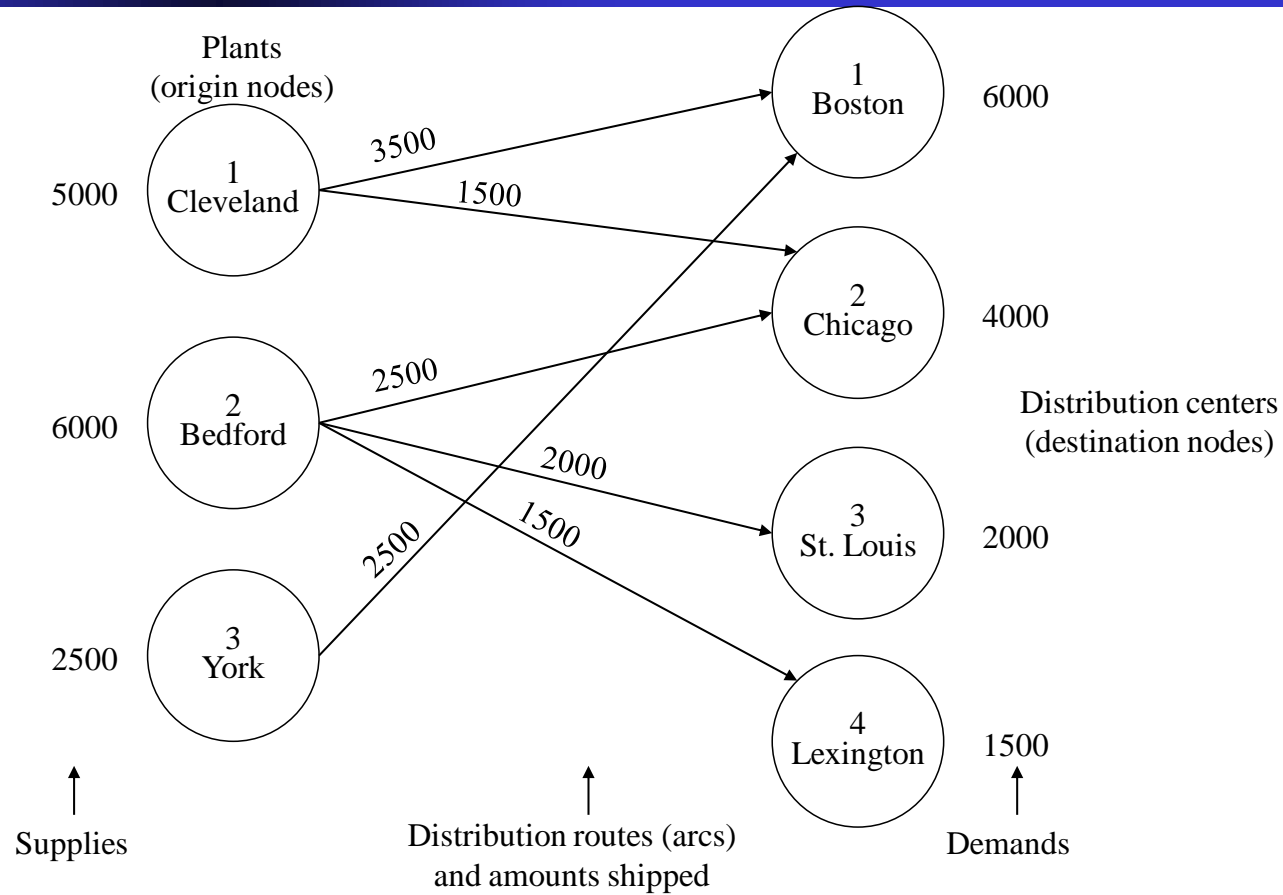 Plants
(origin nodes)
1
Cleveland
5000
2
Bedford
6000
3
York
2500
3500
1500
2500
2000
1500
2500
1
Boston
6000
2
Chicago
4000
Distribution centers
(destination nodes)
3
St. Louis
2000
4
Lexington
1500
Supplies
Distribution routes (arcs)
and amounts shipped
Demands